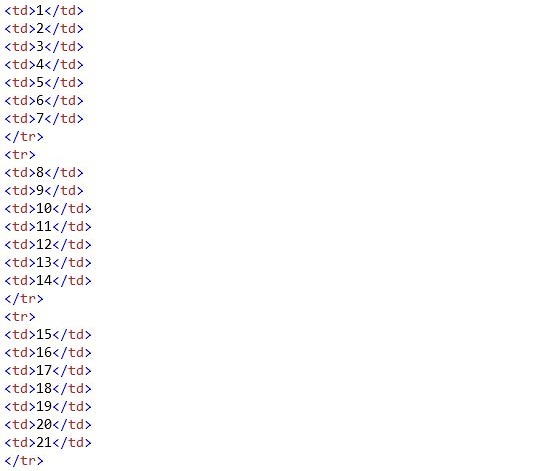 <td>1</td>
<td>2</td>
<td>3</td>
<td>4</td>
<td>5</td>
<td>6</td>
<td>7</td>
</tr>
<tr>
<td>8</td>
<td>9</td>
<td>10</td>
<td>11</td>
<td>12</td>
<td>13</td>
<td>14</td>
</tr>
<tr>
<td>15</td>
<td>16</td>
<td>17</td>
<td>18</td>
<td>19</td>
<td>20</td>
<td>21</td>
</tr>